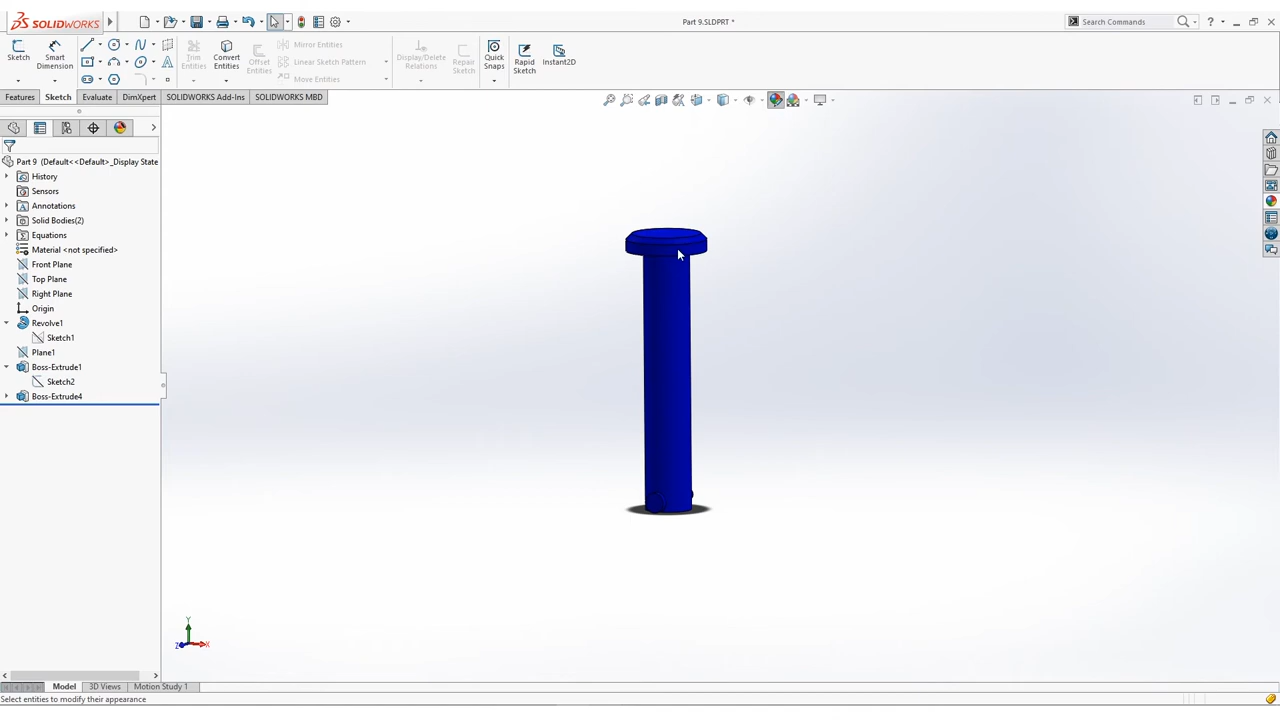 SOLIDWORKS
Part 9.SLDPRT *
Search Commands
Sketch
Smart Dimension
Trim Entities
Convert Entities
Offset Entities
Mirror Entities
Linear Sketch Pattern
Move Entities
Display/Delete Relations
Repair Sketch
Quick Snaps
Rapid Sketch
Instant2D
Features
Sketch
Evaluate
DimXpert
SOLIDWORKS Add-Ins
SOLIDWORKS MBD
Part 9 (Default<<Default>_Display State
History
Sensors
Annotations
Solid Bodies(2)
Equations
Material <not specified>
Front Plane
Top Plane
Right Plane
Origin
Revolve1
Sketch1
Plane1
Boss-Extrude1
Sketch2
Boss-Extrude4
Y
Z
X
Model
3D Views
Motion Study 1
Select entities to modify their appearance